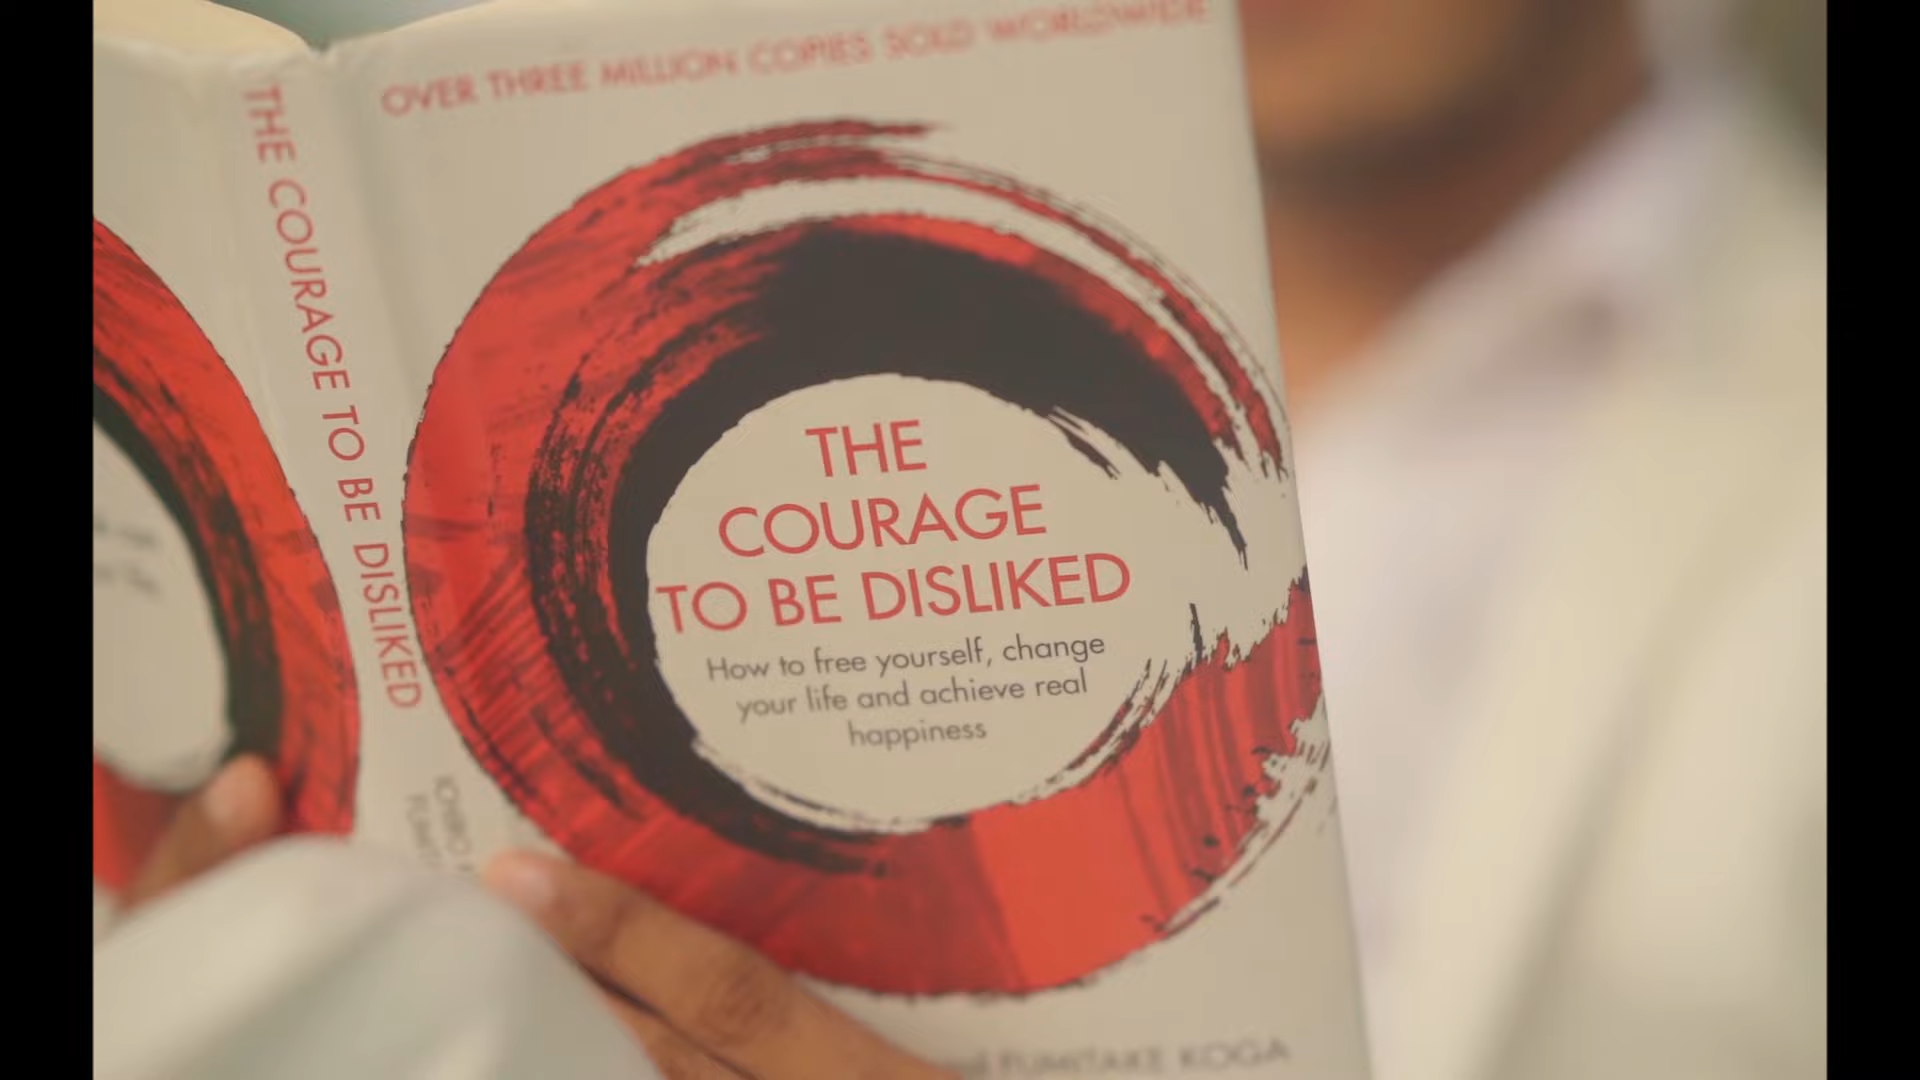 OVER THREE MILLION COPIES SOLD WORLDWIDE
THE COURAGE TO BE DISLIKED
THE
COURAGE
TO BE DISLIKED
How to free yourself, change
your life and achieve real
happiness
FUMITAKE KOGA